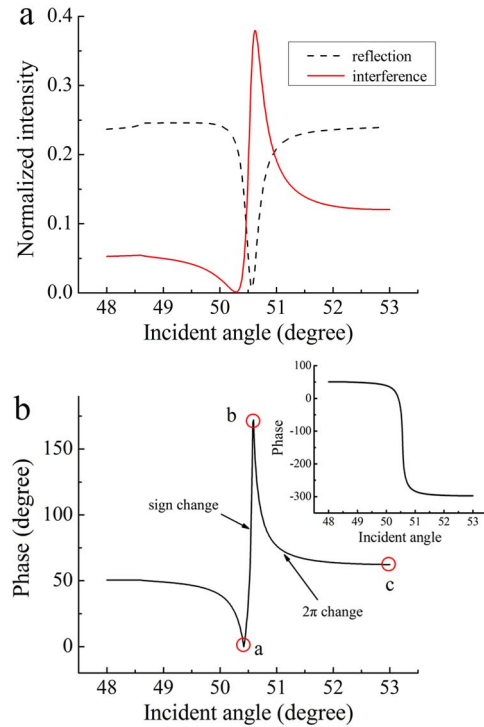 a
Normalized intensity
0.4
0.3
0.2
0.1
0.0
reflection
interference
48 49 50 51 52 53
Incident angle (degree)
b
Phase (degree)
150
100
50
0
b
sign change
a
2π change
c
Phase
100
0
-100
-200
-300
48 49 50 51 52 53
Incident angle
48 49 50 51 52 53
Incident angle (degree)